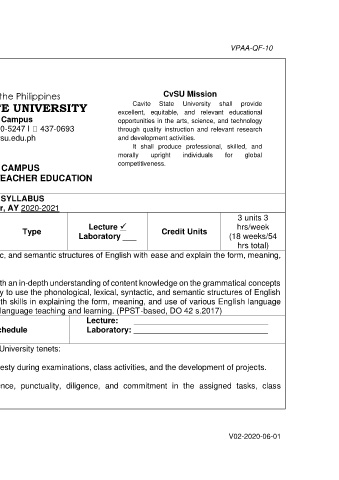 VPAA-QF-10
the Philippines
TE UNIVERSITY
Campus
0-5247 I 437-0693
su.edu.ph
CAMPUS
TEACHER EDUCATION
CvSU Mission
Cavite State University shall provide
excellent, equitable, and relevant educational
opportunities in the arts, science, and technology
through quality instruction and relevant research
and development activities.
It shall produce professional, skilled, and
morally upright individuals for global
competitiveness.
SYLLABUS
r, AY 2020-2021
Type
Lecture ✓
Laboratory ___
Credit Units
3 units 3
hrs/week
(18 weeks/54
hrs total)
c, and semantic structures of English with ease and explain the form, meaning,
th an in-depth understanding of content knowledge on the grammatical concepts
y to use the phonological, lexical, syntactic, and semantic structures of English
th skills in explaining the form, meaning, and use of various English language
language teaching and learning. (PPST-based, DO 42 s.2017)
chedule
Lecture: ____________________
Laboratory: ____________________
University tenets:
esty during examinations, class activities, and the development of projects.
nce, punctuality, diligence, and commitment in the assigned tasks, class
V02-2020-06-01